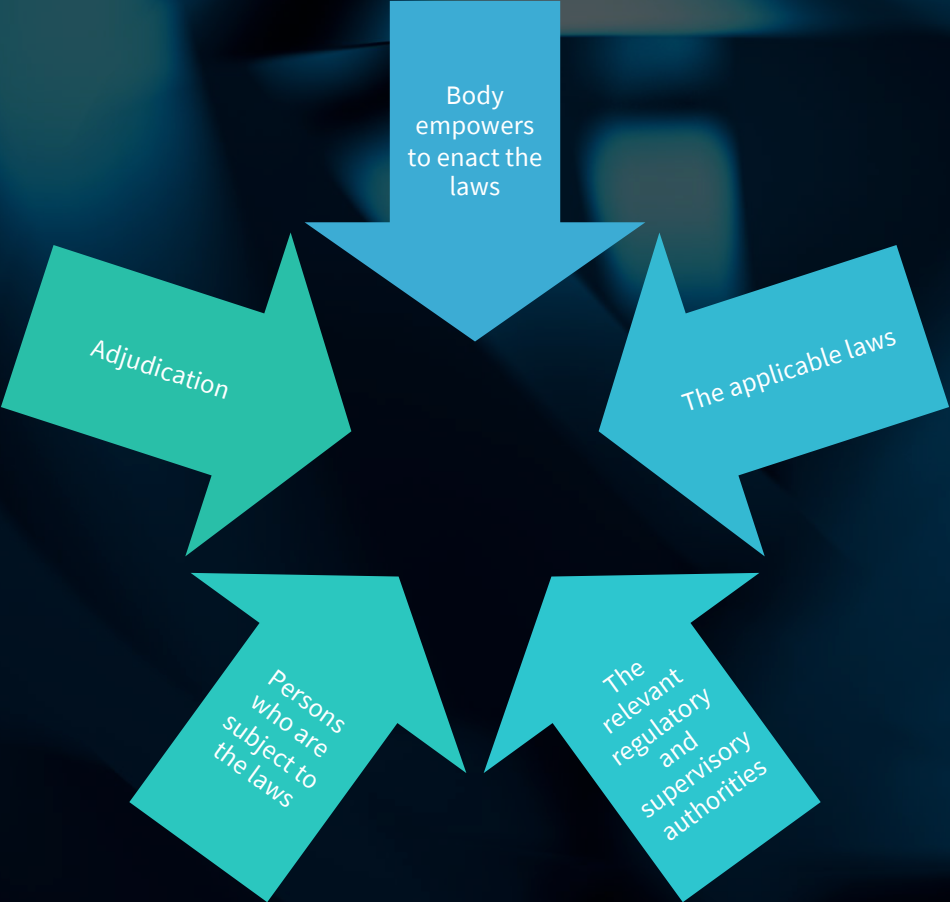 Body
empowers
to enact the
laws
The applicable laws
The
relevant
regulatory
and
supervisory
authorities
Persons
who are
subject to
the laws
Adjudication